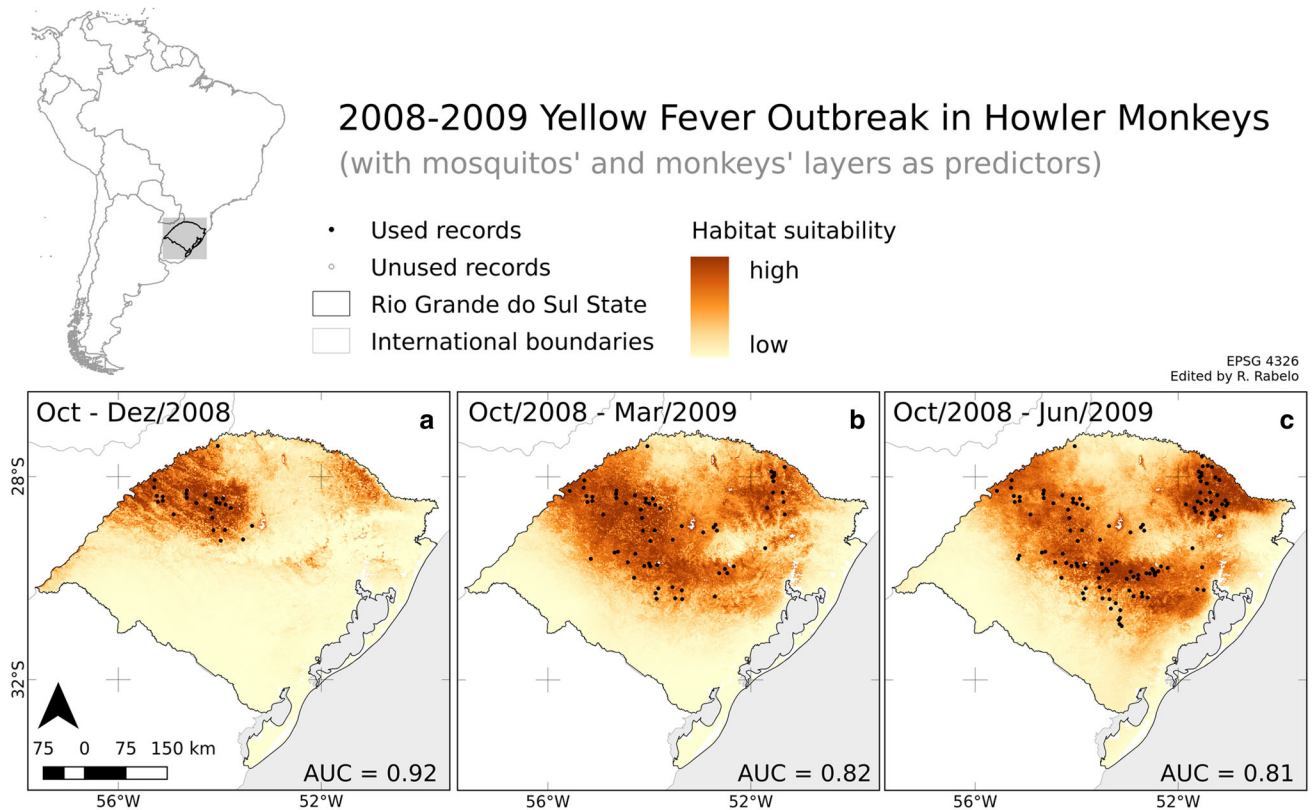 2008-2009 Yellow Fever Outbreak in Howler Monkeys
(with mosquitos' and monkeys' layers as predictors)
Used records
Unused records
Rio Grande do Sul State
International boundaries
Habitat suitability
high
low
EPSG 4326
Edited by R. Rabelo
Oct - Dez/2008
a
Oct/2008 - Mar/2009
b
Oct/2008 - Jun/2009
c
28°S
32°S
75 0 75 150 km
AUC = 0.92
AUC = 0.82
AUC = 0.81
56°W 52°W
56°W 52°W
56°W 52°W